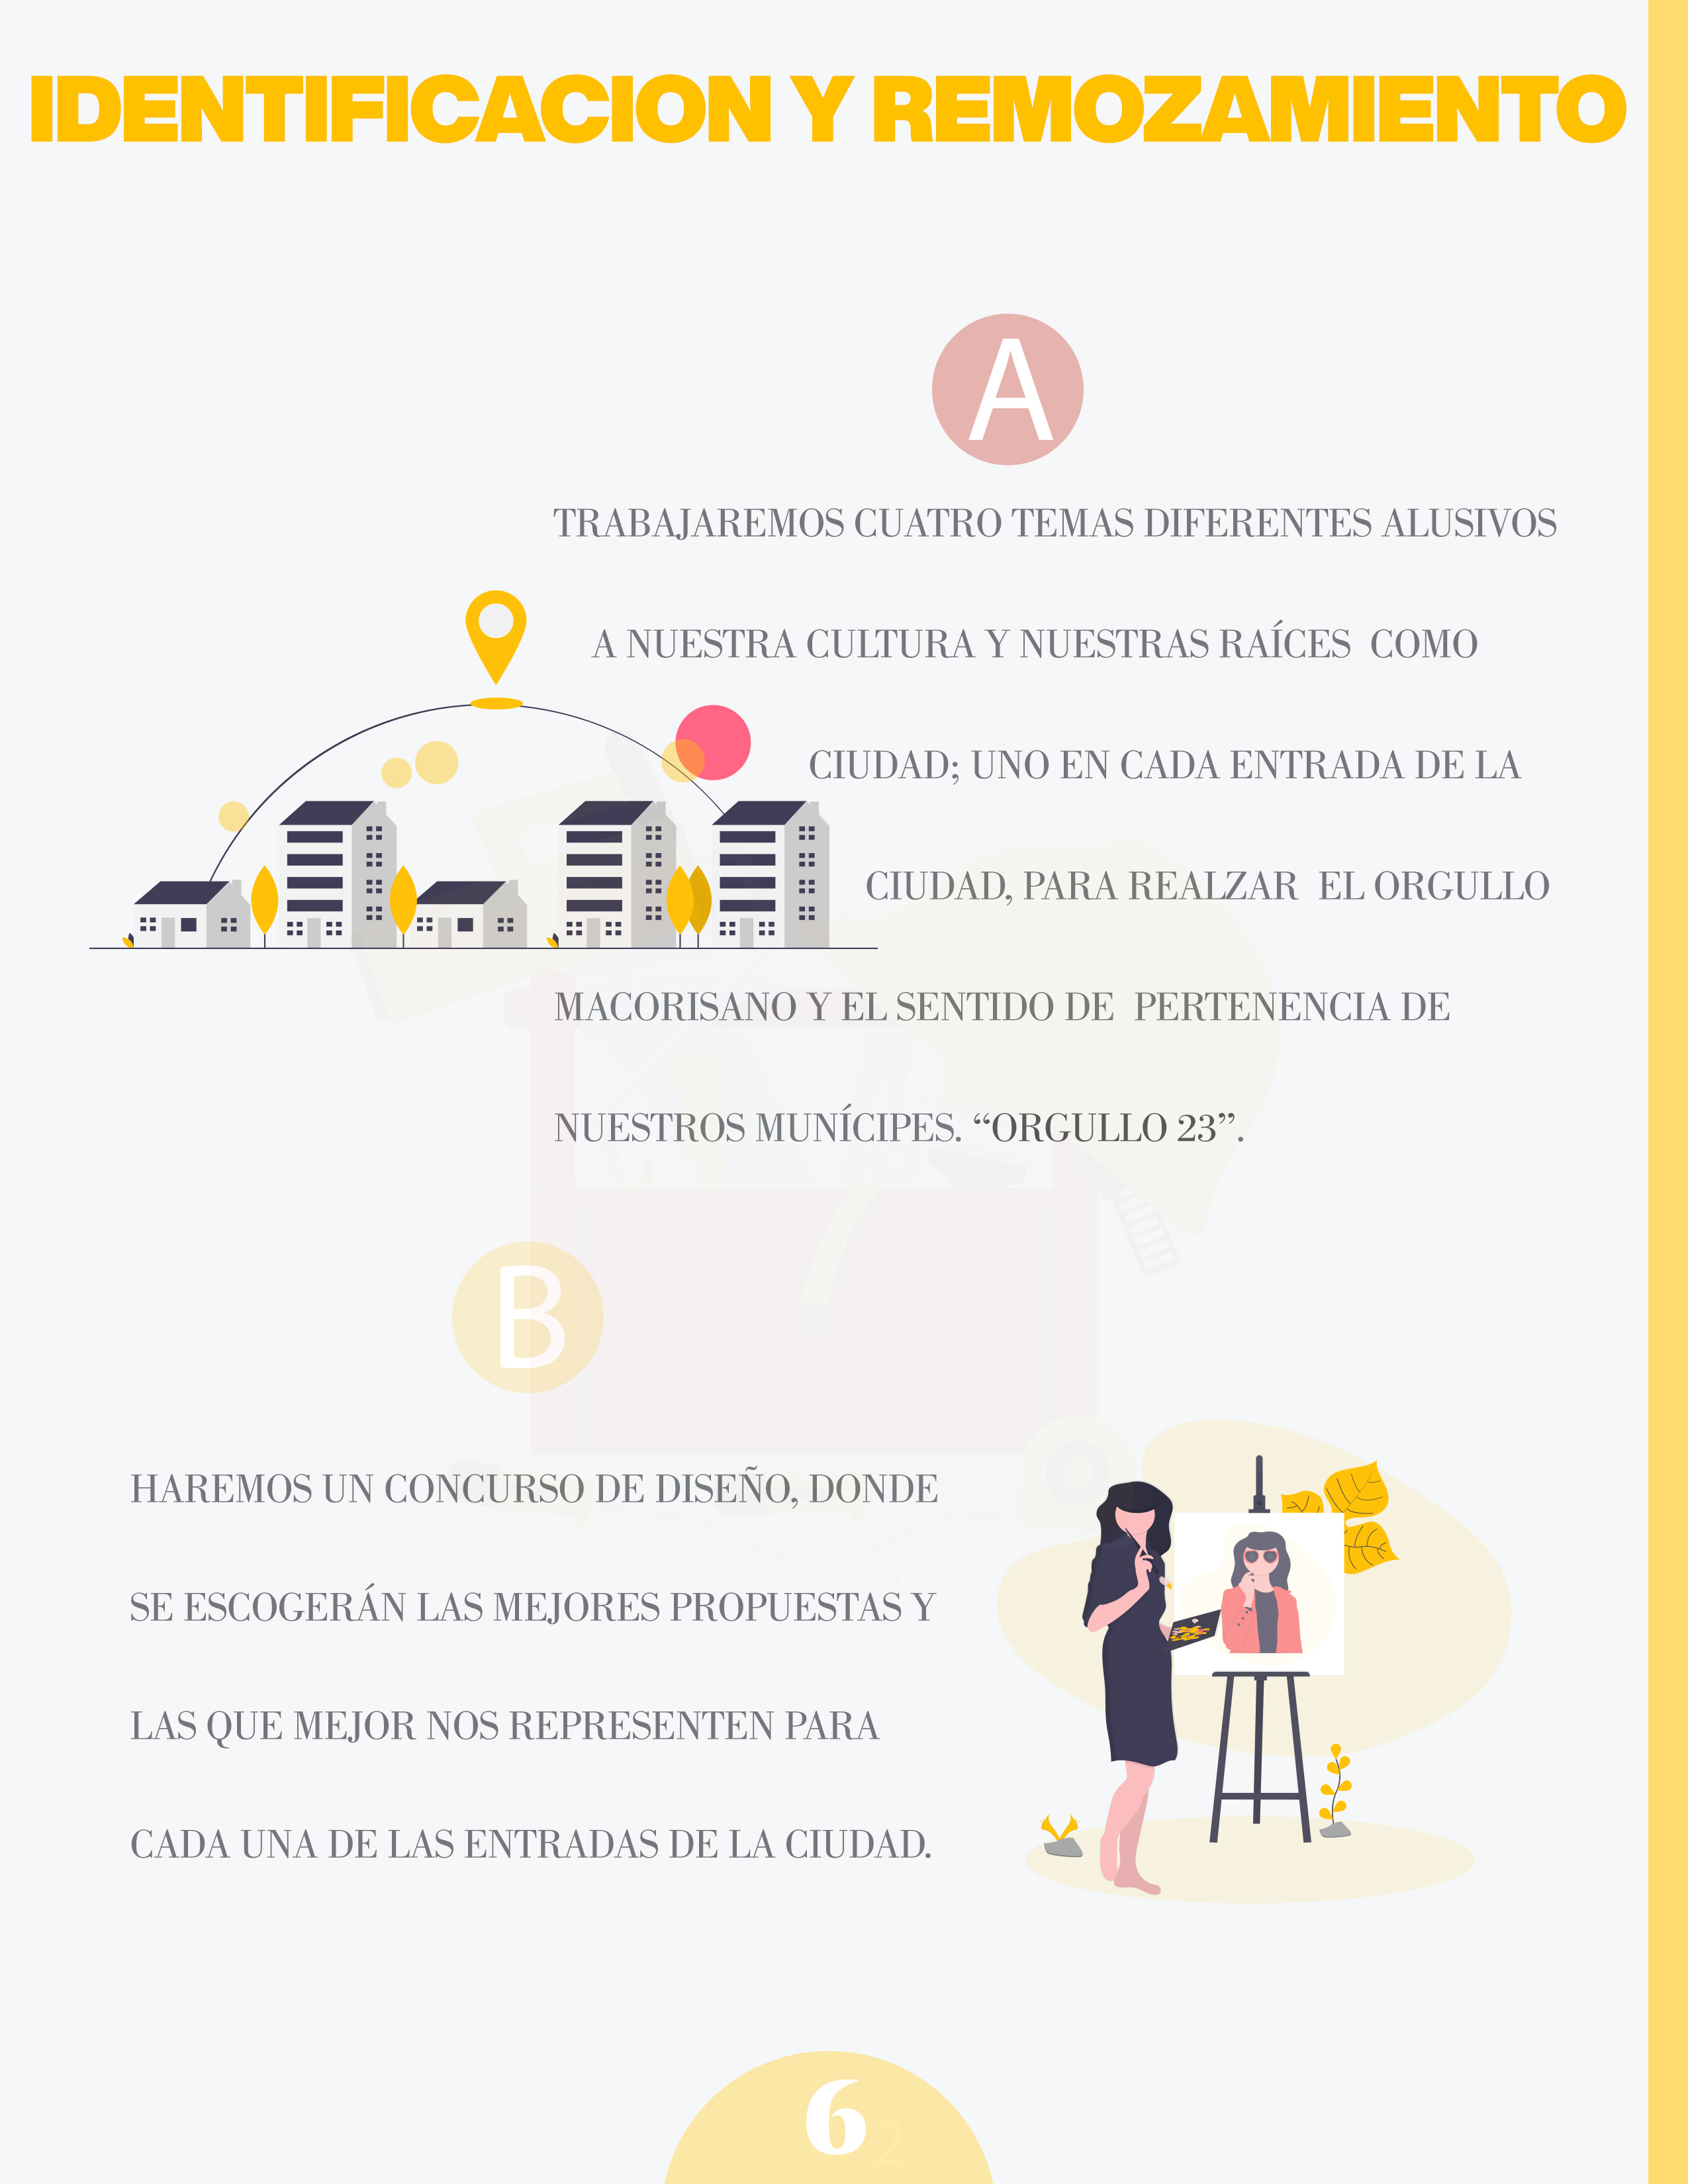 IDENTIFICACION Y REMOZAMIENTO
A
TRABAJAREMOS CUATRO TEMAS DIFERENTES ALUSIVOS
A NUESTRA CULTURA Y NUESTRAS RAÍCES COMO
CIUDAD; UNO EN CADA ENTRADA DE LA
CIUDAD, PARA REALZAR EL ORGULLO
MACORISANO Y EL SENTIDO DE PERTENENCIA DE
NUESTROS MUNÍCIPES. “ORGULLO 23”.
B
HAREMOS UN CONCURSO DE DISEÑO, DONDE
SE ESCOGERÁN LAS MEJORES PROPUESTAS Y
LAS QUE MEJOR NOS REPRESENTEN PARA
CADA UNA DE LAS ENTRADAS DE LA CIUDAD.
6
2